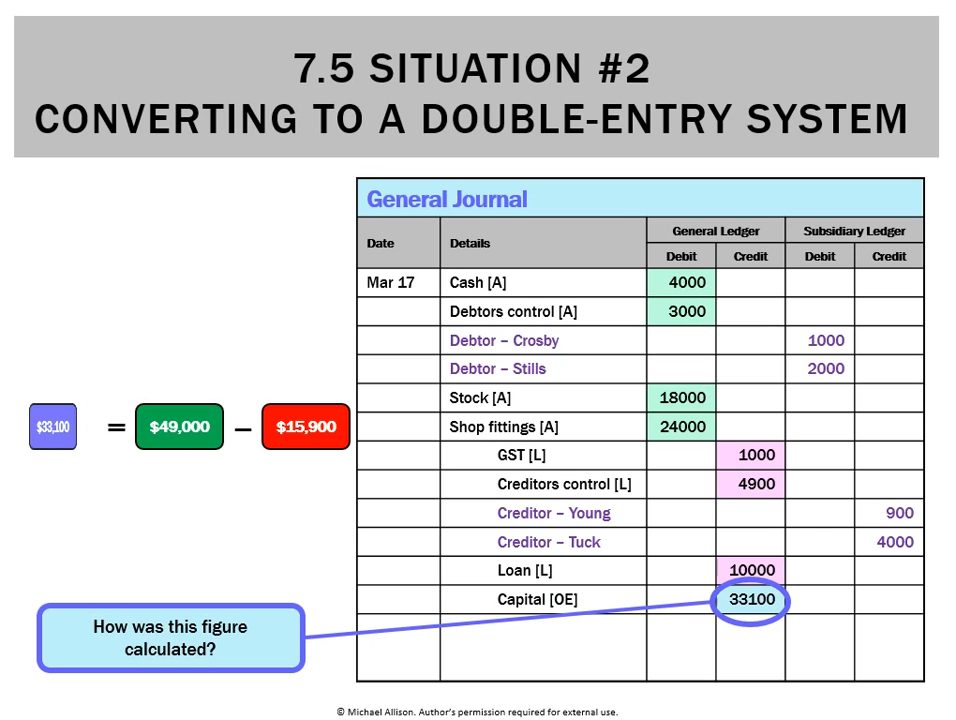 7.5 SITUATION #2
CONVERTING TO A DOUBLE-ENTRY SYSTEM
General Journal
Date Details General Ledger Subsidiary Ledger
Debit Credit Debit Credit
Mar 17 Cash [A] 4000
Debtors control [A] 3000
Debtor – Crosby 1000
Debtor – Stills 2000
Stock [A] 18000
Shop fittings [A] 24000
GST [L] 1000
Creditors control [L] 4900
Creditor – Young 900
Creditor – Tuck 4000
Loan [L] 10000
Capital [OE] 33100
$33,100 = $49,000 – $15,900
How was this figure
calculated?
© Michael Allison. Author's permission required for external use.